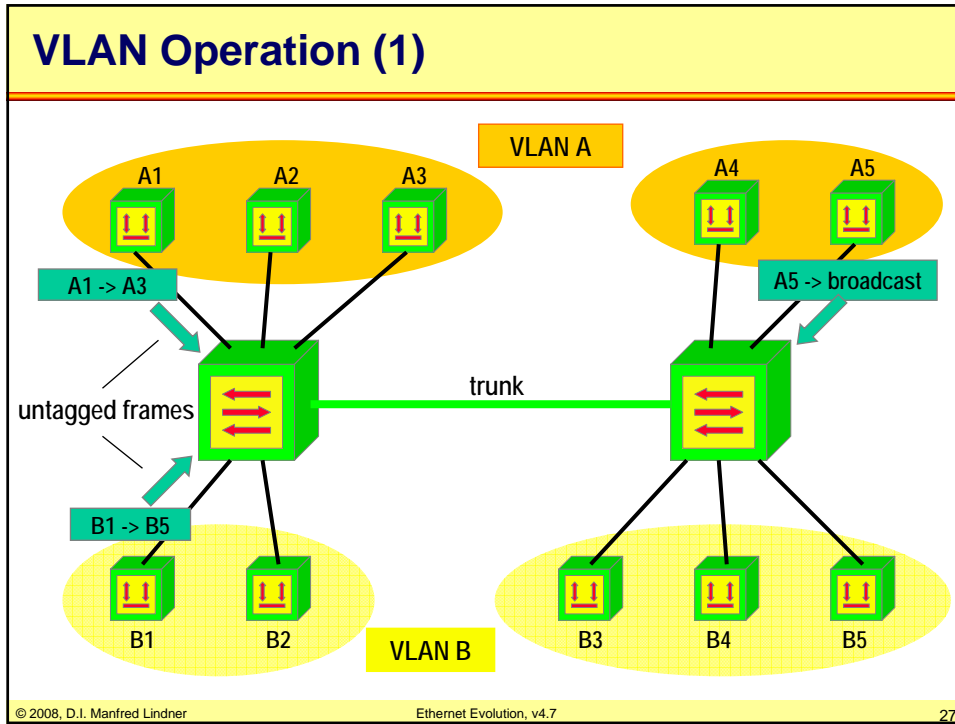 VLAN Operation (1)
VLAN A
A1
A2
A3
A4
A5
A1 -> A3
A5 -> broadcast
trunk
untagged frames
B1 -> B5
B1
B2
B3
B4
B5
VLAN B
© 2008, D.I. Manfred Lindner
Ethernet Evolution, v4.7
27